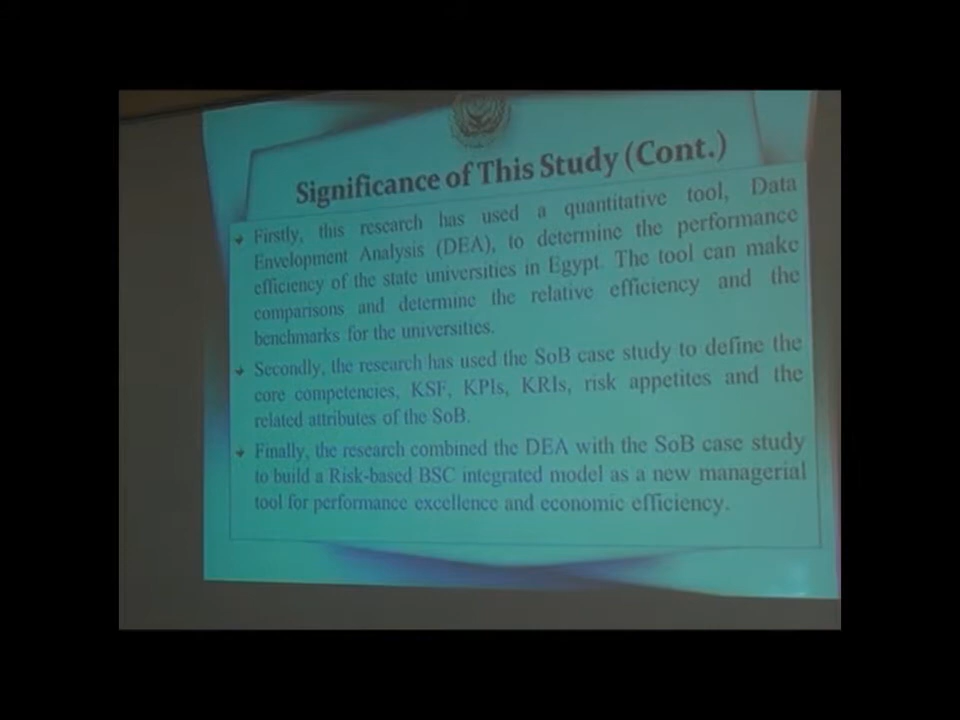 Significance of This Study (Cont.)
Firstly, this research has used a quantitative tool, Data
Envelopment Analysis (DEA), to determine the performance
efficiency of the state universities in Egypt. The tool can make
comparisons and determine the relative efficiency and the
benchmarks for the universities.
Secondly, the research has used the SoB case study to define the
core competencies, KSF, KPIs, KRIs, risk appetites and the
related attributes of the SoB.
Finally, the research combined the DEA with the SoB case study
to build a Risk-based BSC integrated model as a new managerial
tool for performance excellence and economic efficiency.